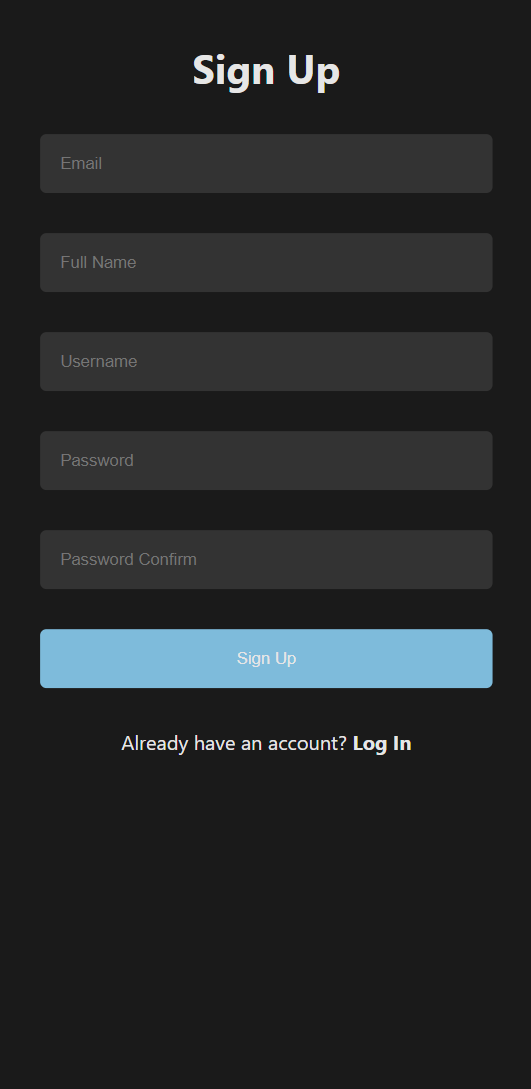 Sign Up
Email
Full Name
Username
Password
Password Confirm
Sign Up
Already have an account? Log In